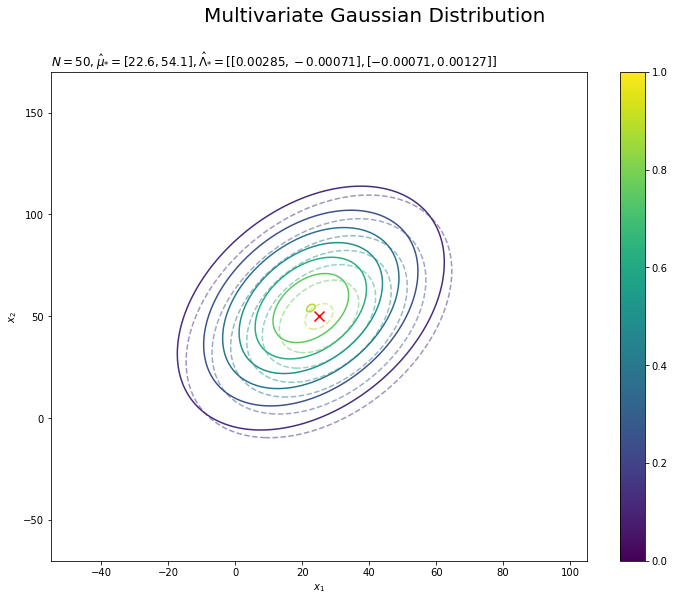 Multivariate Gaussian Distribution
N = 50, μ̂* = [22.6, 54.1], Λ̂* = [[0.00285, −0.00071], [−0.00071, 0.00127]]
150
100
50
0
−50
x₂
−40 −20 0 20 40 60 80 100
x₁
1.0
0.8
0.6
0.4
0.2
0.0